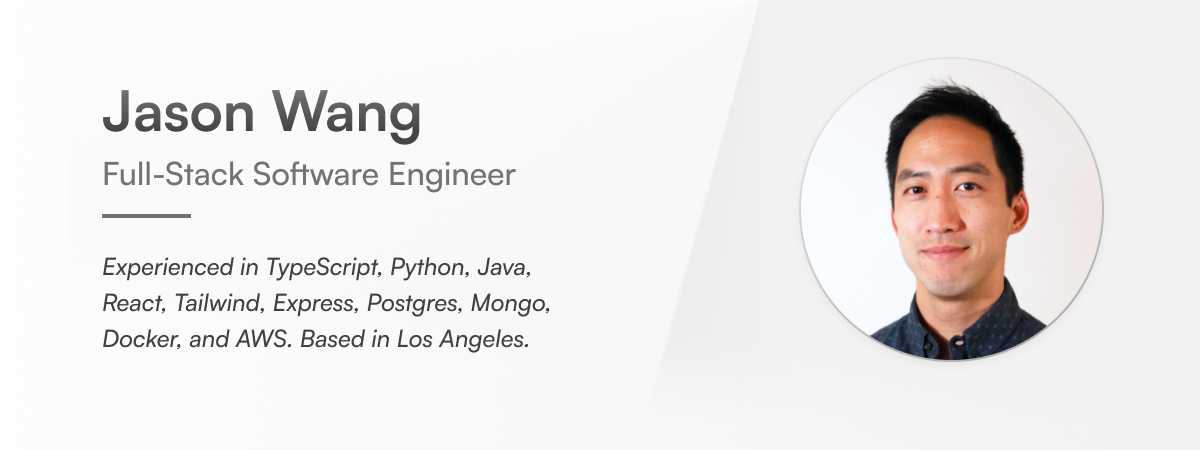 Jason Wang
Full-Stack Software Engineer
Experienced in TypeScript, Python, Java,
React, Tailwind, Express, Postgres, Mongo,
Docker, and AWS. Based in Los Angeles.